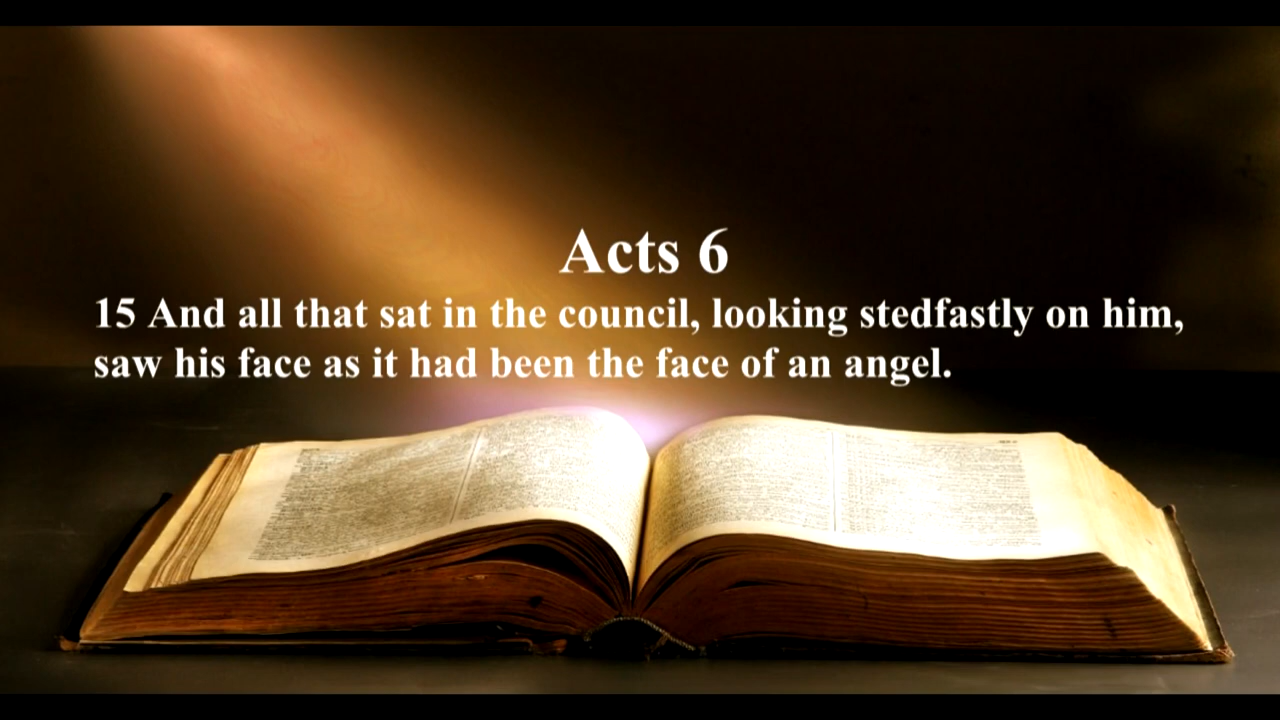 Acts 6
15 And all that sat in the council, looking stedfastly on him,
saw his face as it had been the face of an angel.